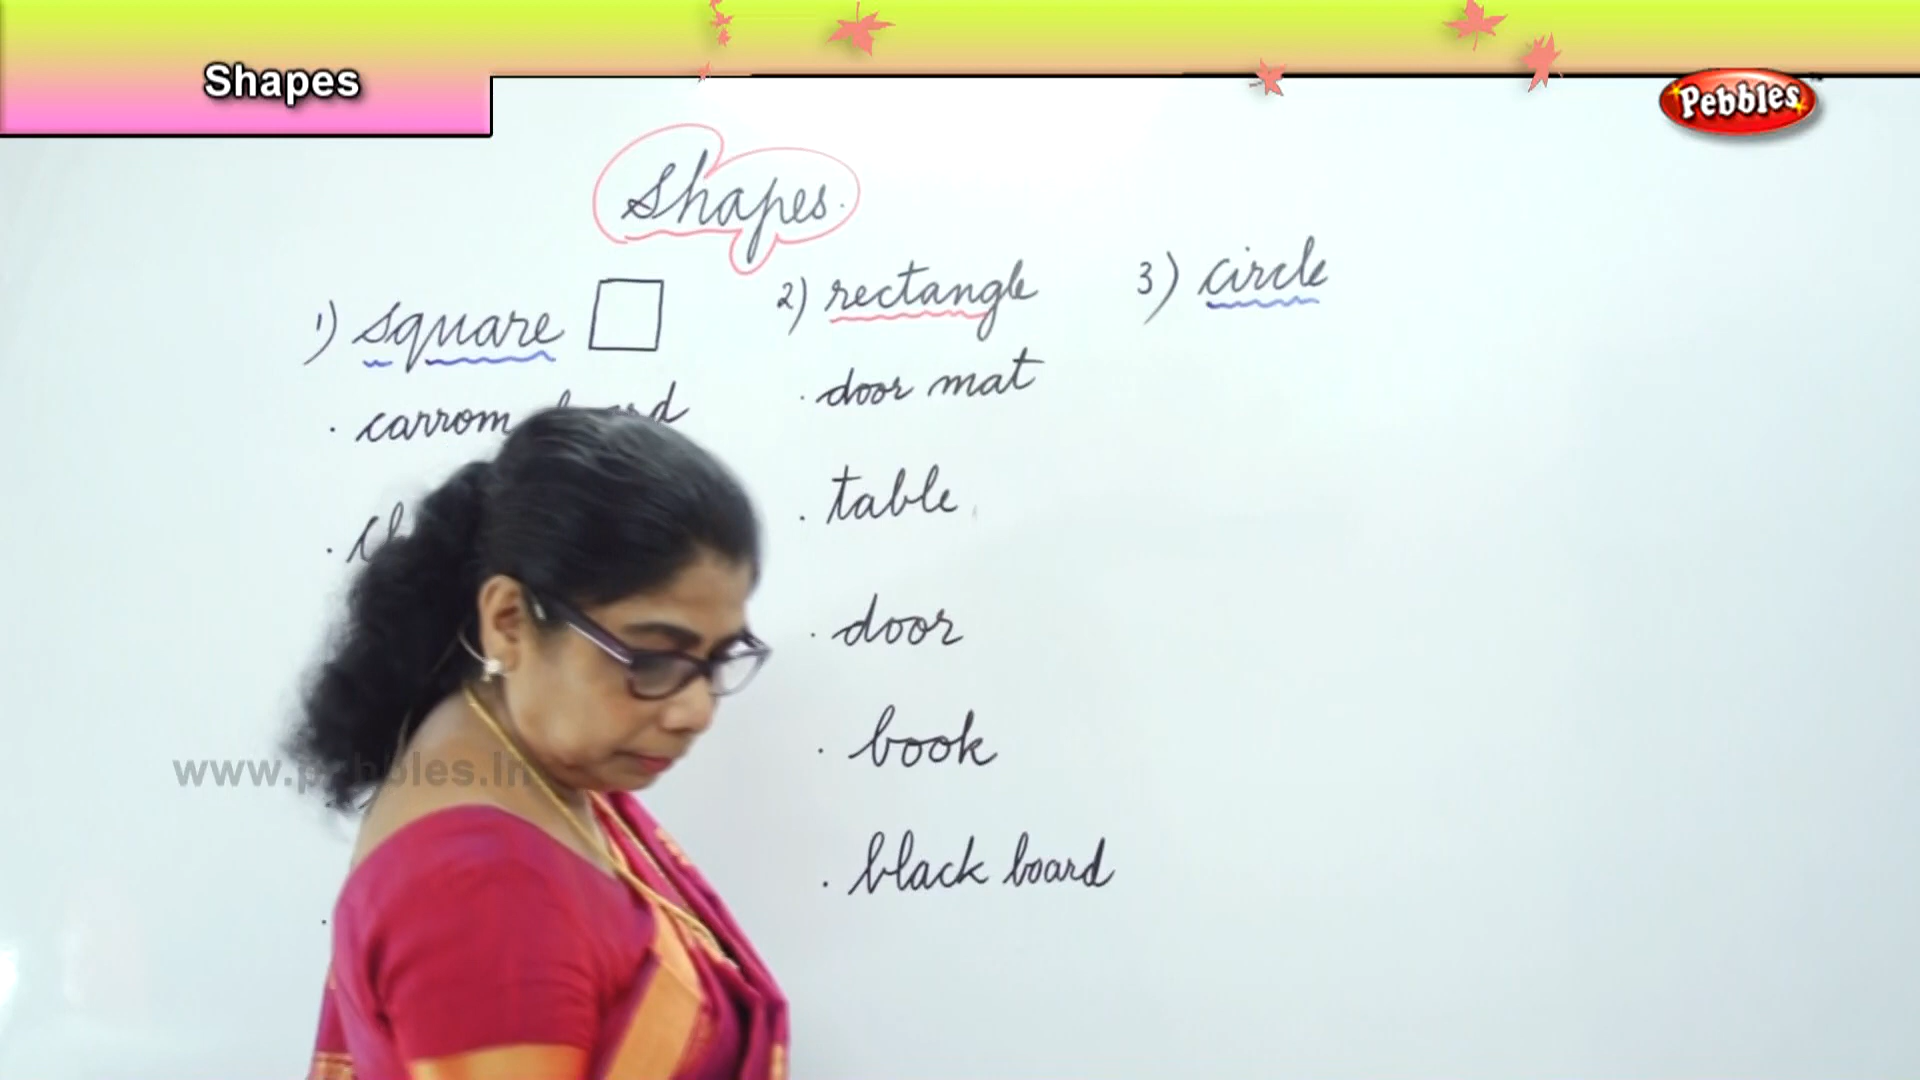 Shapes
Pebbles
Shapes.
1) square
2) rectangle
3) circle
· carrom
· door mat
· table
· door
· book
· black board